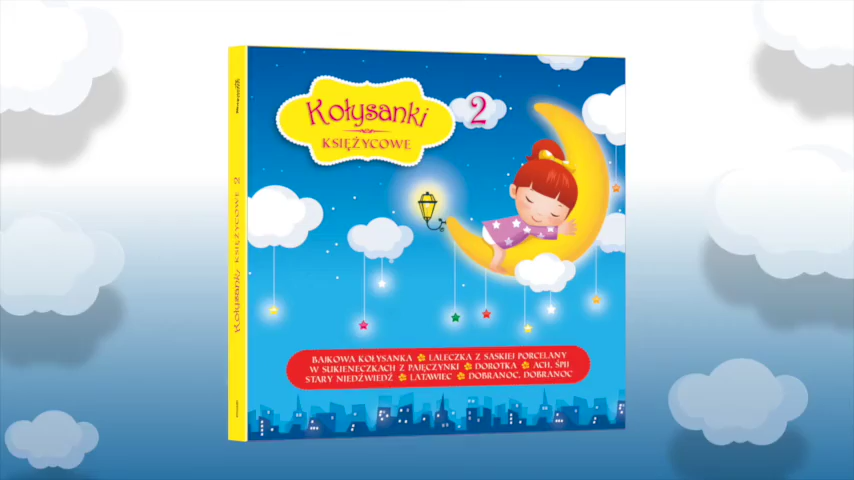 Kołysanki
KSIĘŻYCOWE
2
Kołysanki KSIĘŻYCOWE 2
BAJKOWA KOŁYSANKA LALECZKA Z SASKIEJ PORCELANY
W SUKIENECZKACH Z PAJĘCZYNKI DOROTKA ACH, ŚPIJ
STARY NIEDŹWIEDŹ LATAWIEC DOBRANOC, DOBRANOC